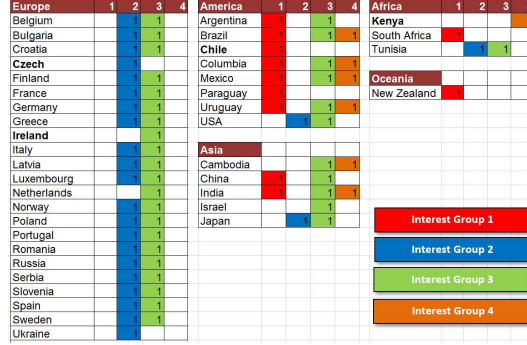 Europe 1 2 3 4
Belgium 1 1
Bulgaria 1 1
Croatia 1 1
Czech 1
Finland 1 1
France 1 1
Germany 1 1
Greece 1 1
Ireland 1
Italy 1 1
Latvia 1 1
Luxembourg 1 1
Netherlands 1
Norway 1 1
Poland 1 1
Portugal 1 1
Romania 1 1
Russia 1 1
Serbia 1 1
Slovenia 1 1
Spain 1 1
Sweden 1 1
Ukraine 1
America 1 2 3 4
Argentina 1 1
Brazil 1 1 1
Chile 1
Columbia 1 1 1
Mexico 1 1 1
Paraguay 1
Uruguay 1 1 1
USA 1 1
Asia
Cambodia 1 1
China 1 1
India 1 1 1
Israel 1
Japan 1 1
Africa 1 2 3 4
Kenya
South Africa 1
Tunisia 1 1
Oceania
New Zealand 1
Interest Group 1
Interest Group 2
Interest Group 3
Interest Group 4